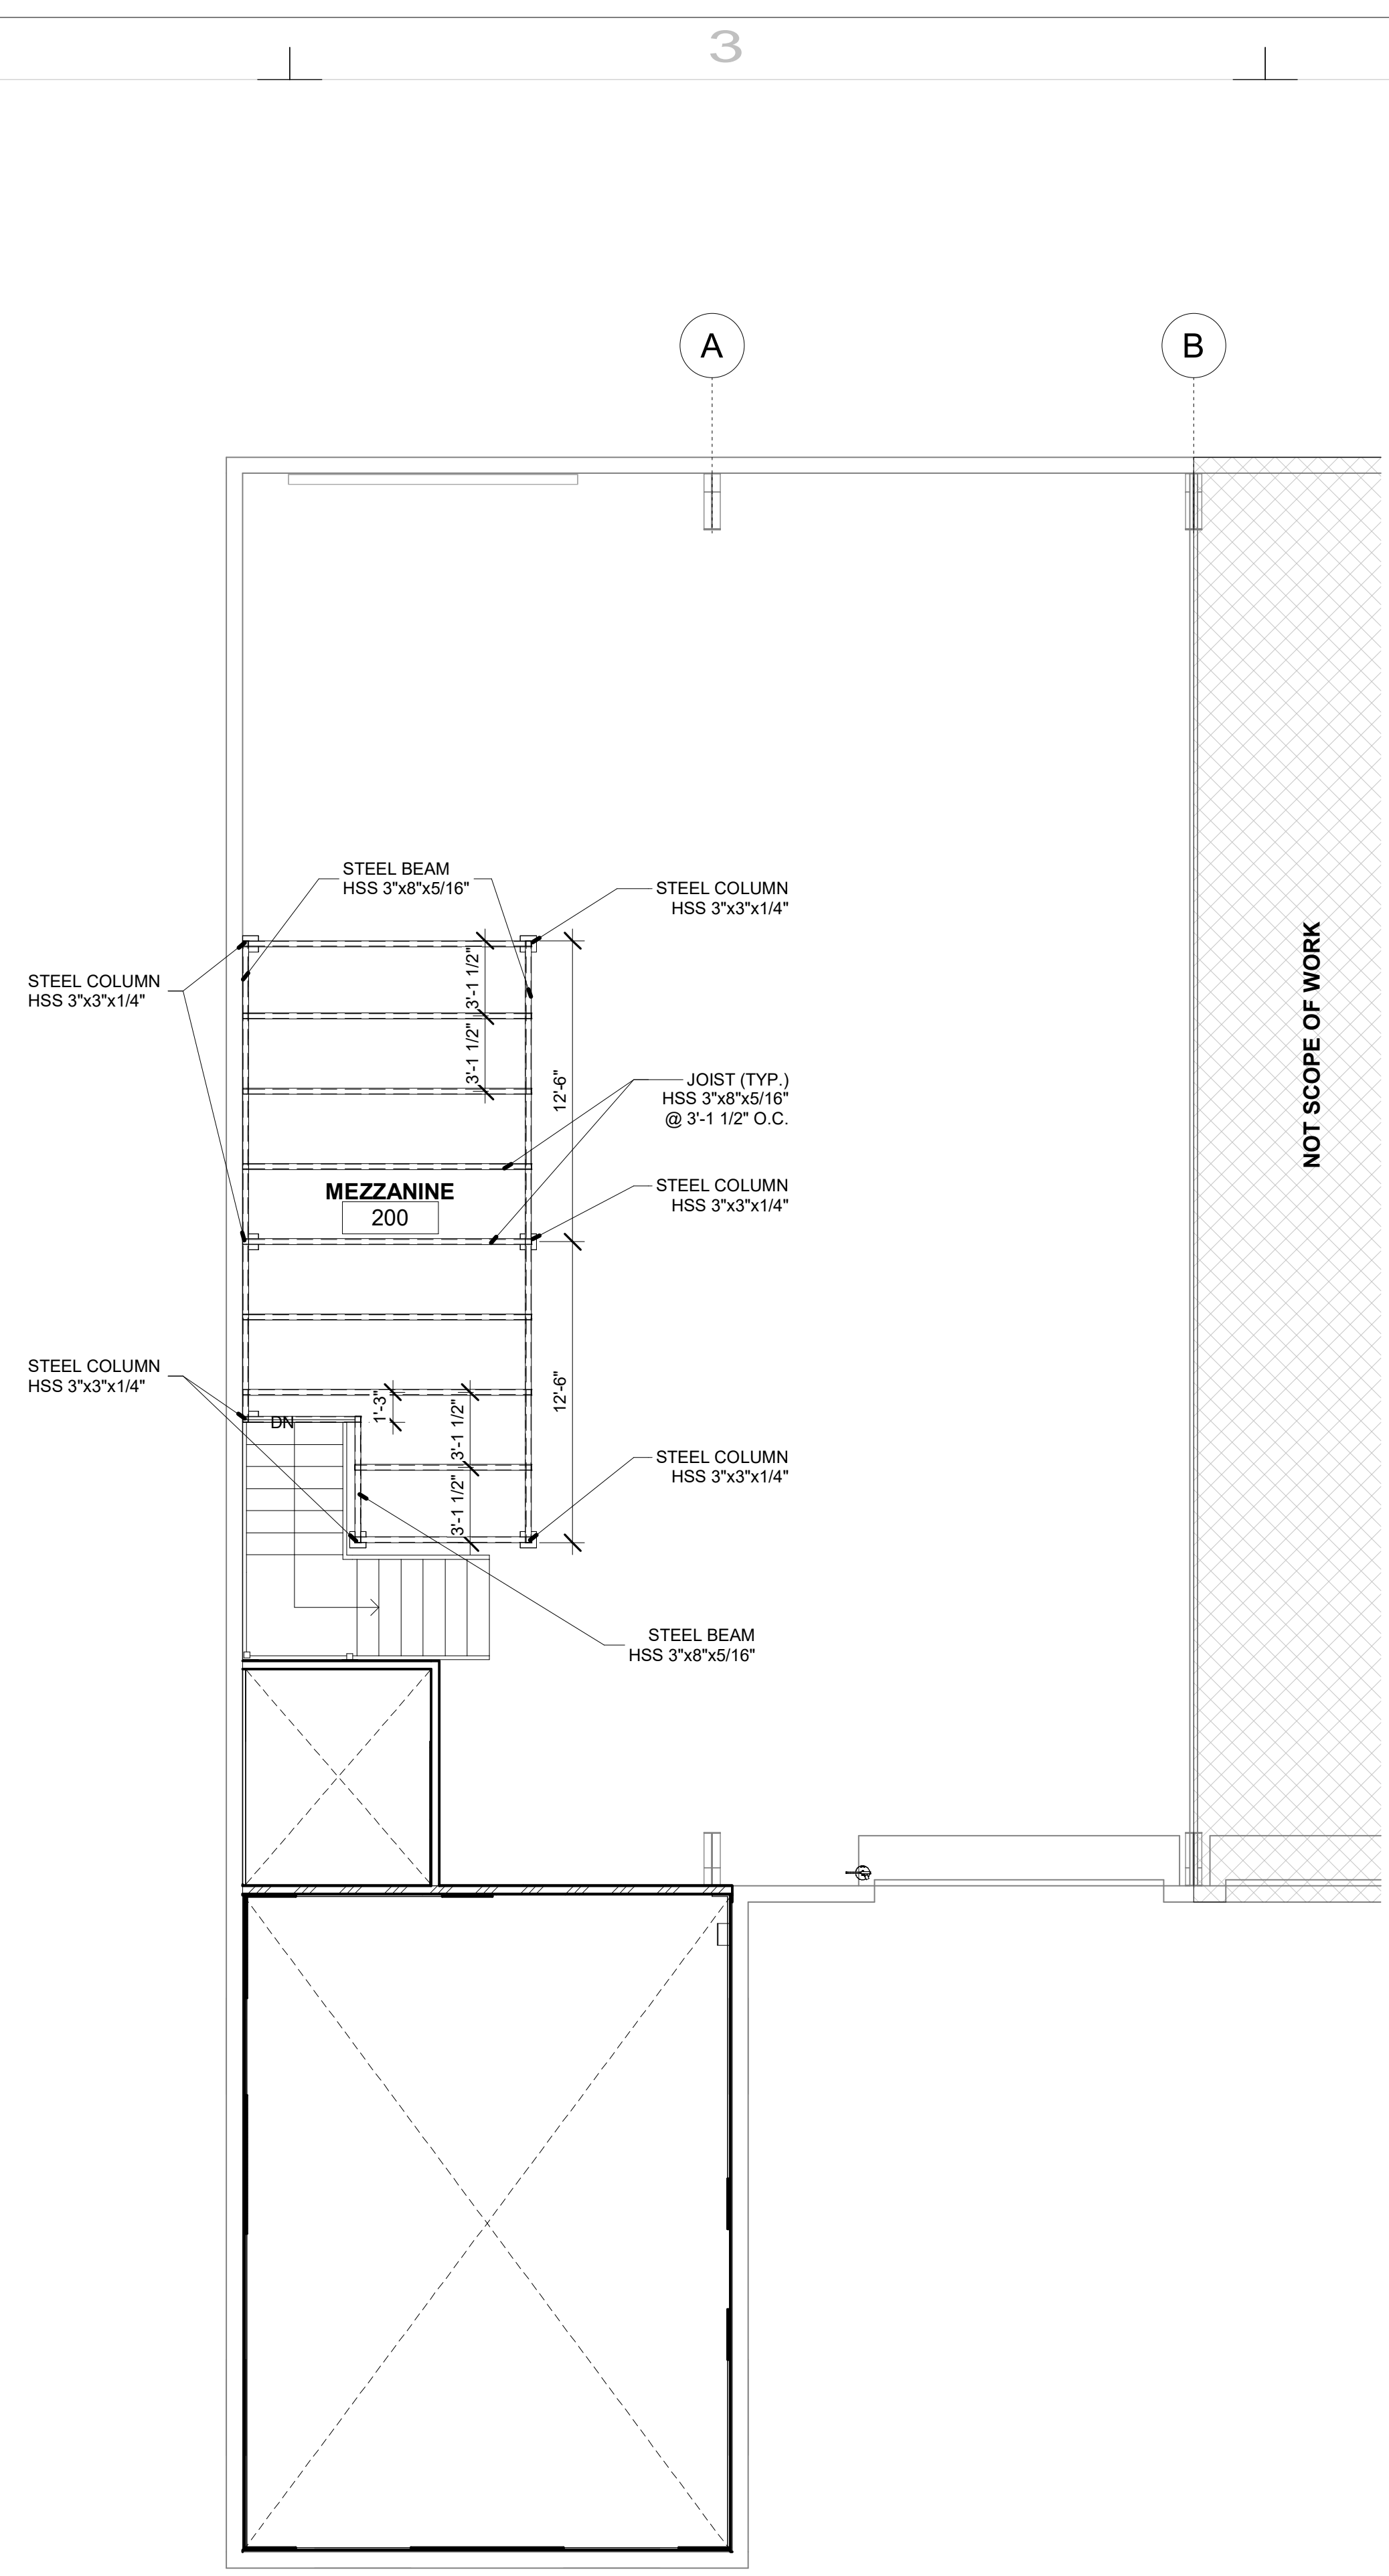 3
A
B
STEEL BEAM
HSS 3"x8"x5/16"
STEEL COLUMN
HSS 3"x3"x1/4"
STEEL COLUMN
HSS 3"x3"x1/4"
3'-1 1/2"
3'-1 1/2"
12'-6"
JOIST (TYP.)
HSS 3"x8"x5/16"
@ 3'-1 1/2" O.C.
NOT SCOPE OF WORK
MEZZANINE
200
STEEL COLUMN
HSS 3"x3"x1/4"
STEEL COLUMN
HSS 3"x3"x1/4"
DN
1'-3"
3'-1 1/2"
3'-1 1/2"
12'-6"
STEEL COLUMN
HSS 3"x3"x1/4"
STEEL BEAM
HSS 3"x8"x5/16"